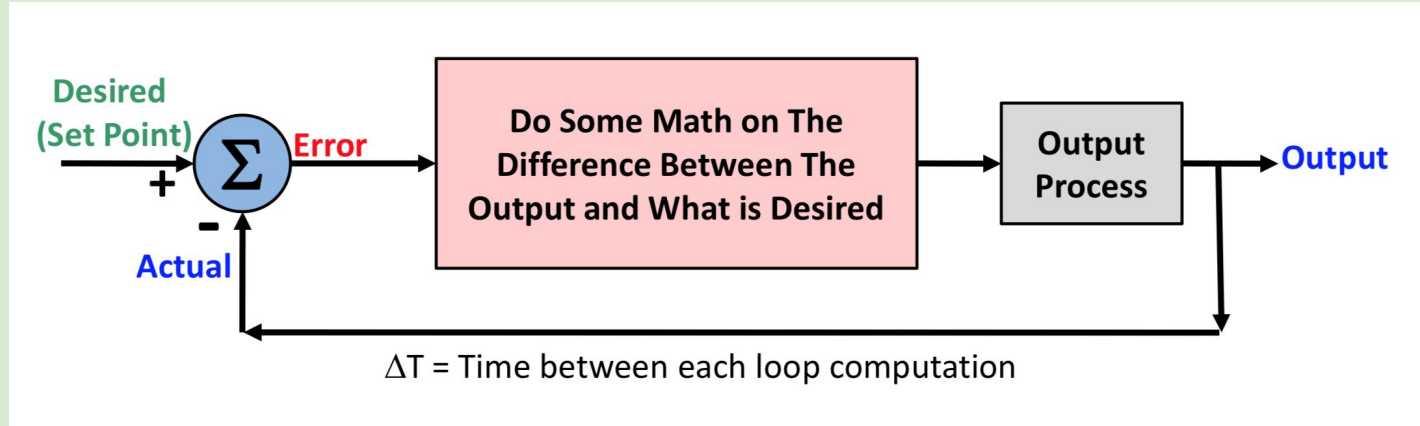 Desired
(Set Point)
+
Σ
Error
-
Actual
Do Some Math on The
Difference Between The
Output and What is Desired
Output
Process
Output
ΔT = Time between each loop computation